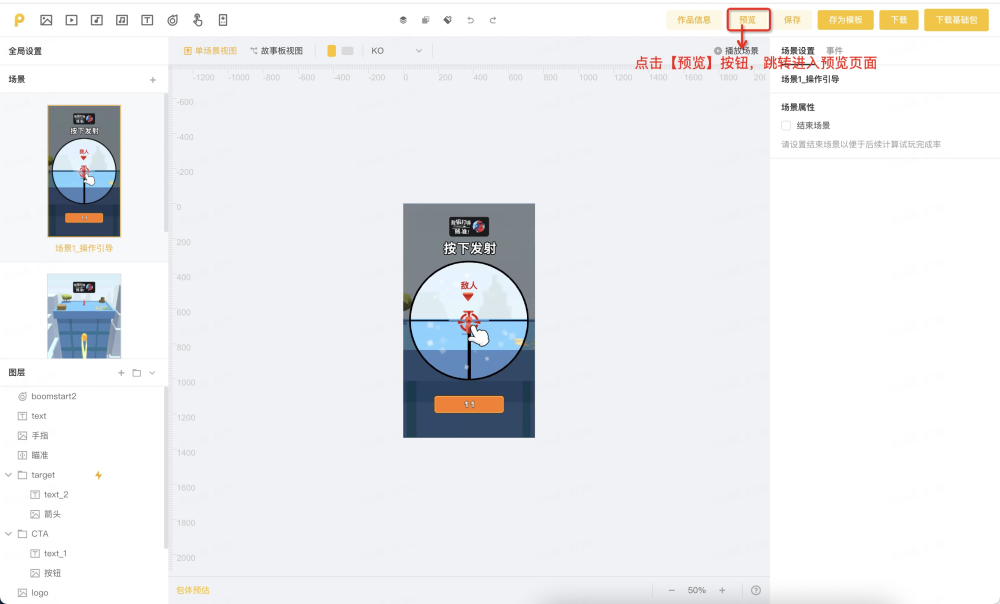 作品信息
预览
保存
存为模板
下载
下载基础包
全局设置
单场景视图
故事板视图
KO
播放场景
场景设置
事件
点击【预览】按钮，跳转进入预览页面
场景
场景1_操作引导
-1200
-1000
-800
-600
-400
-200
0
200
400
600
800
1000
1200
1400
1600
1800
-600
-400
-200
0
200
400
600
800
1000
1200
1400
1600
1800
2000
场景属性
结束场景
请设置结束场景以便于后续计算试玩完成率
按下发射
敌人
场景1_操作引导
按下发射
敌人
图层
boomstart2
text
手指
瞄准
target
text_2
箭头
CTA
text_1
按钮
logo
包体预估
50%